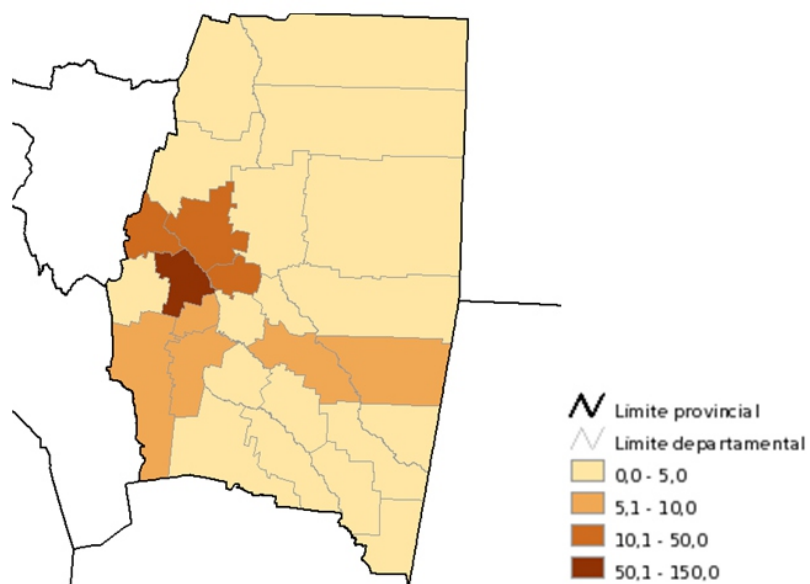 Límite provincial
Límite departamental
0,0 - 5,0
5,1 - 10,0
10,1 - 50,0
50,1 - 150,0